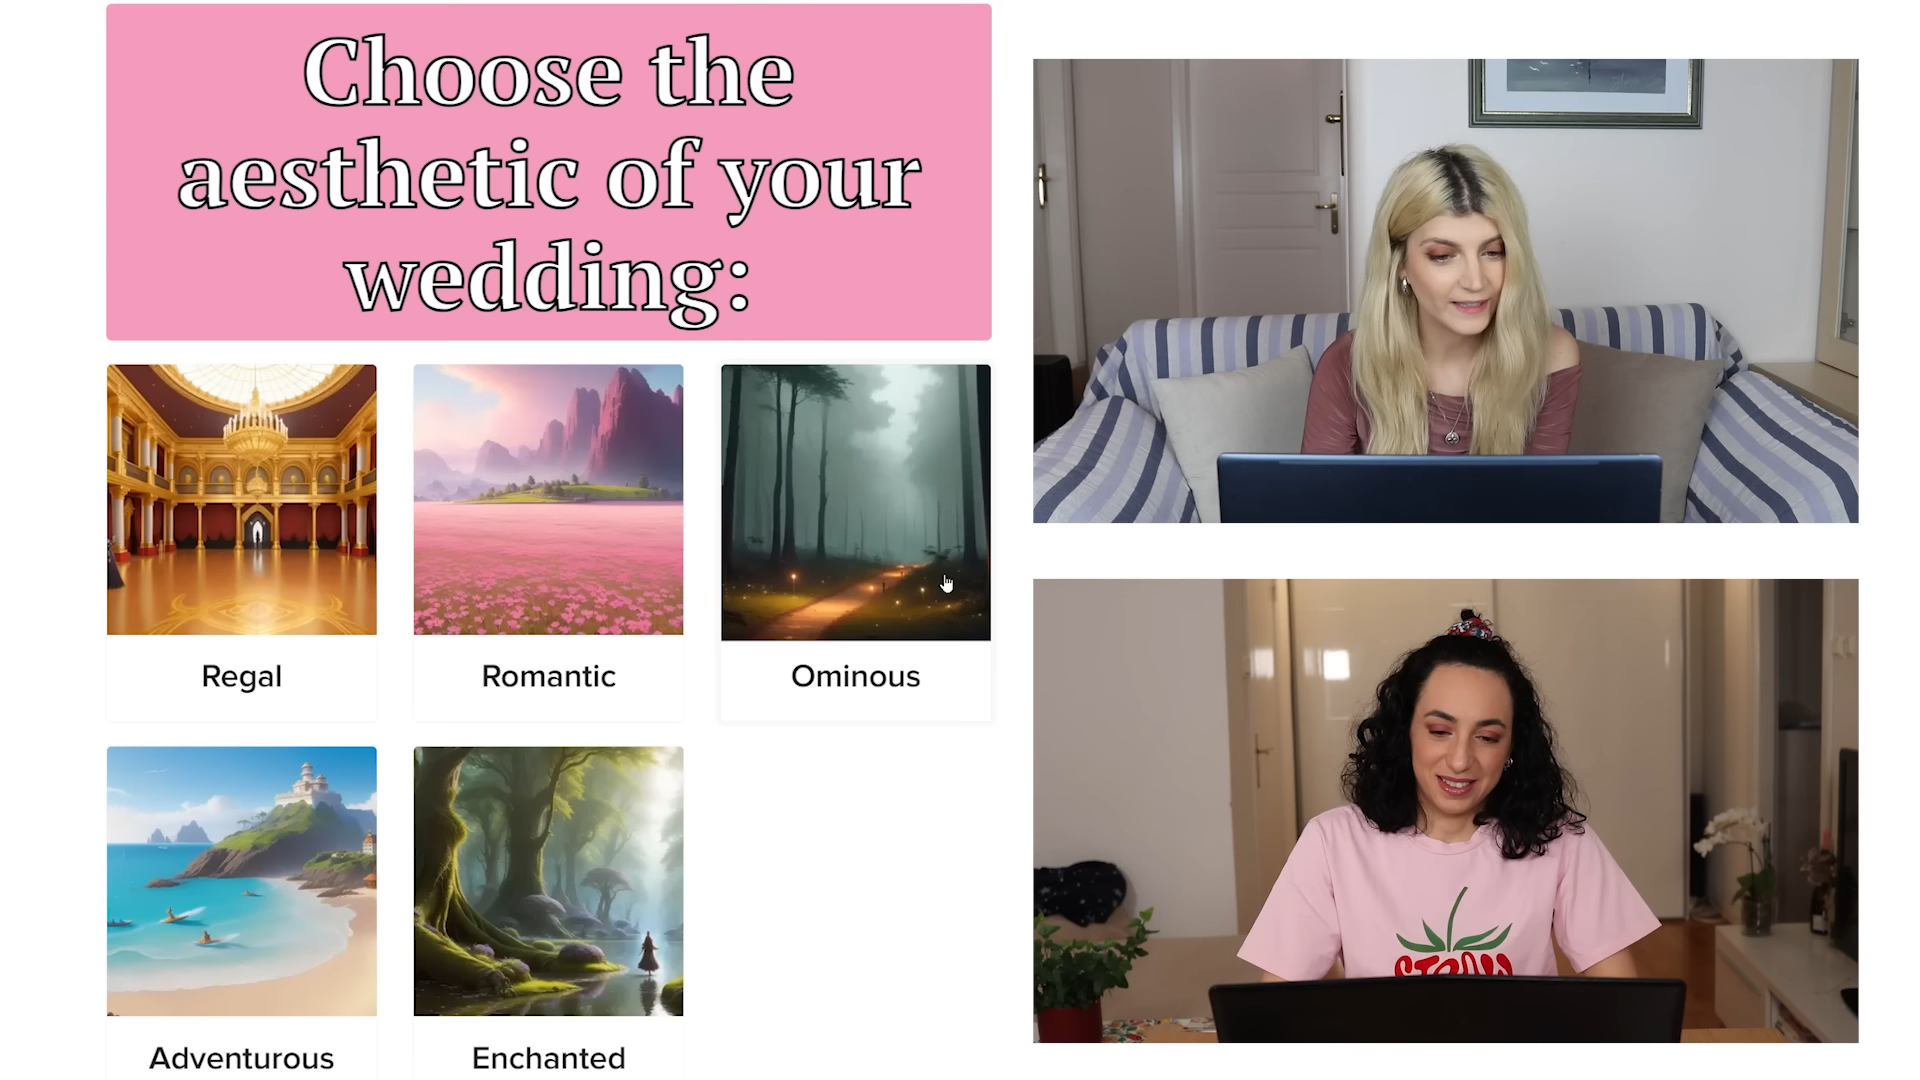 Choose the
aesthetic of your
wedding:
Regal
Romantic
Ominous
Adventurous
Enchanted